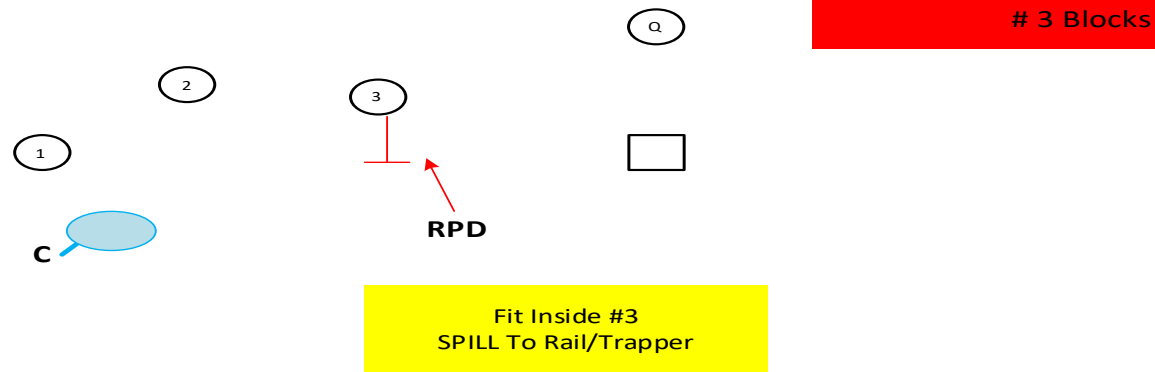 # 3 Blocks
Q
2
3
1
RPD
C
Fit Inside #3
SPILL To Rail/Trapper